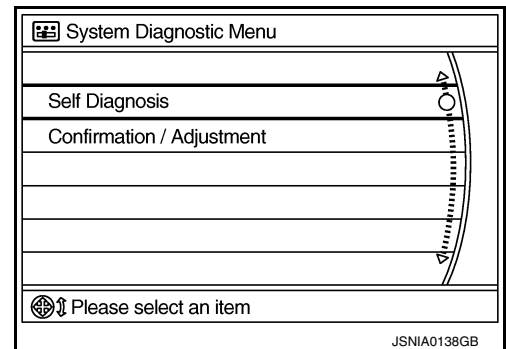 System Diagnostic Menu
Self Diagnosis
Confirmation / Adjustment
Please select an item
JSNIA0138GB